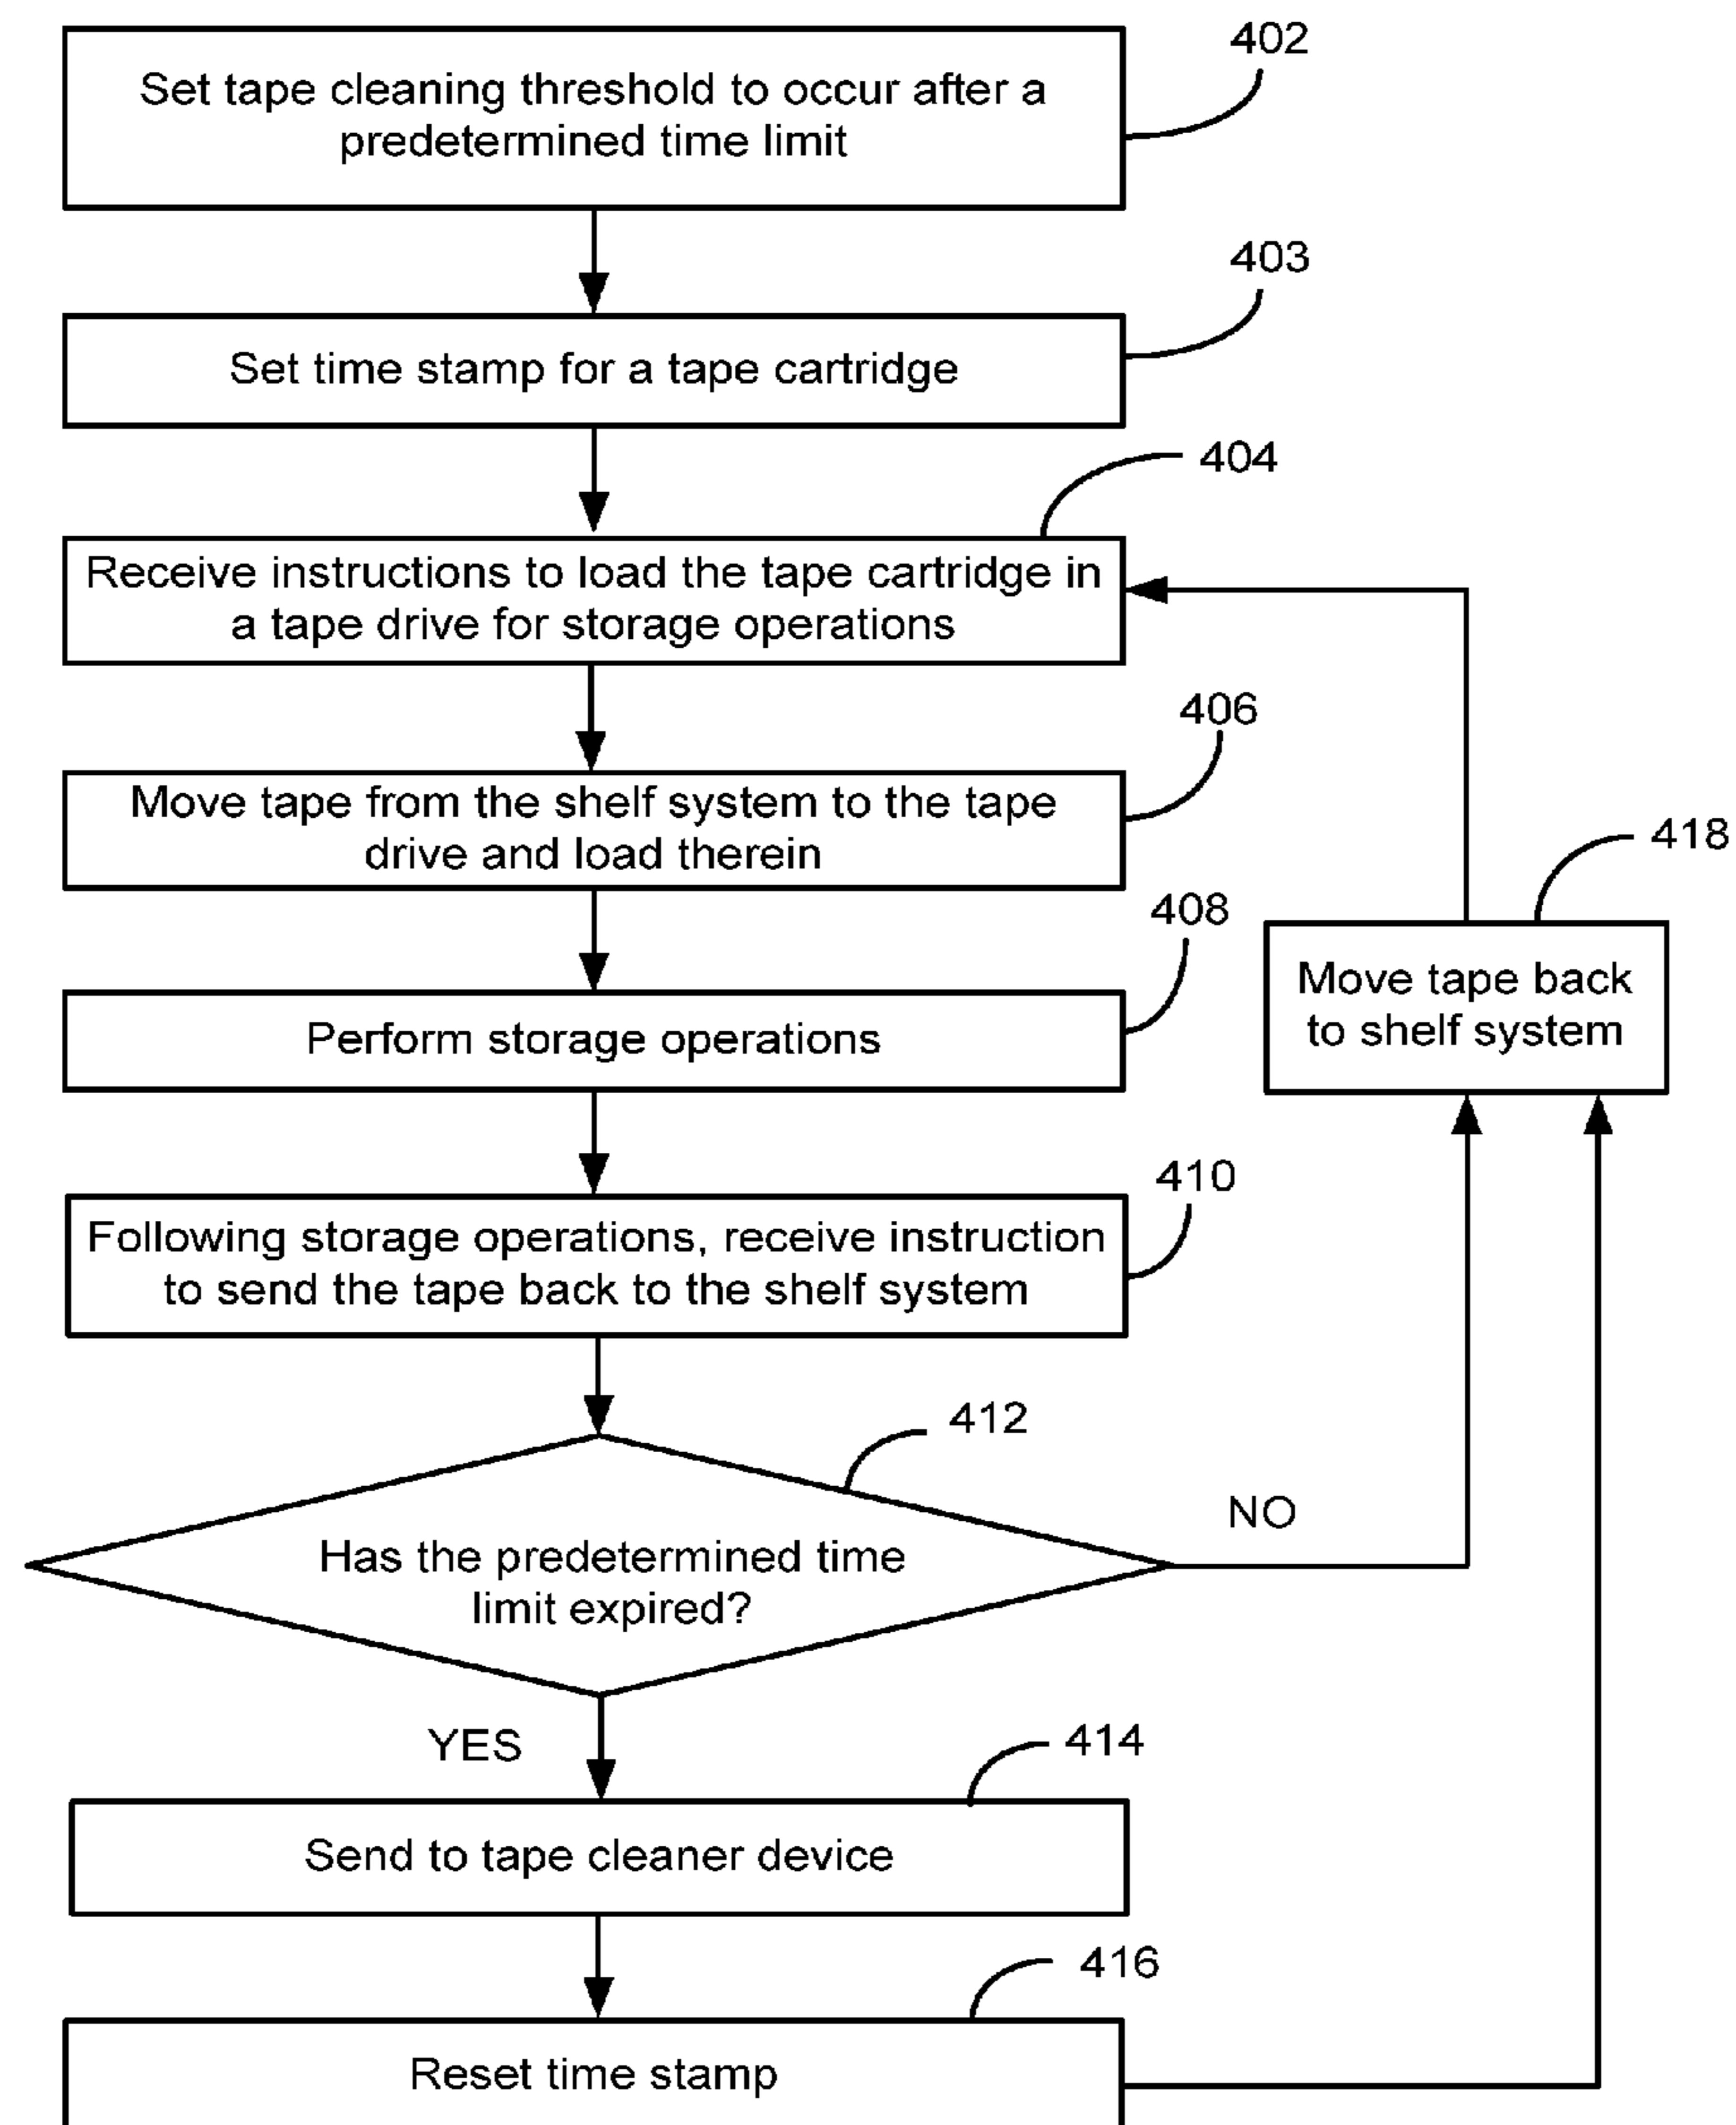 402
Set tape cleaning threshold to occur after a
predetermined time limit
403
Set time stamp for a tape cartridge
404
Receive instructions to load the tape cartridge in
a tape drive for storage operations
406
Move tape from the shelf system to the tape
drive and load therein
418
408
Move tape back
to shelf system
Perform storage operations
410
Following storage operations, receive instruction
to send the tape back to the shelf system
412
NO
Has the predetermined time
limit expired?
YES
414
Send to tape cleaner device
416
Reset time stamp